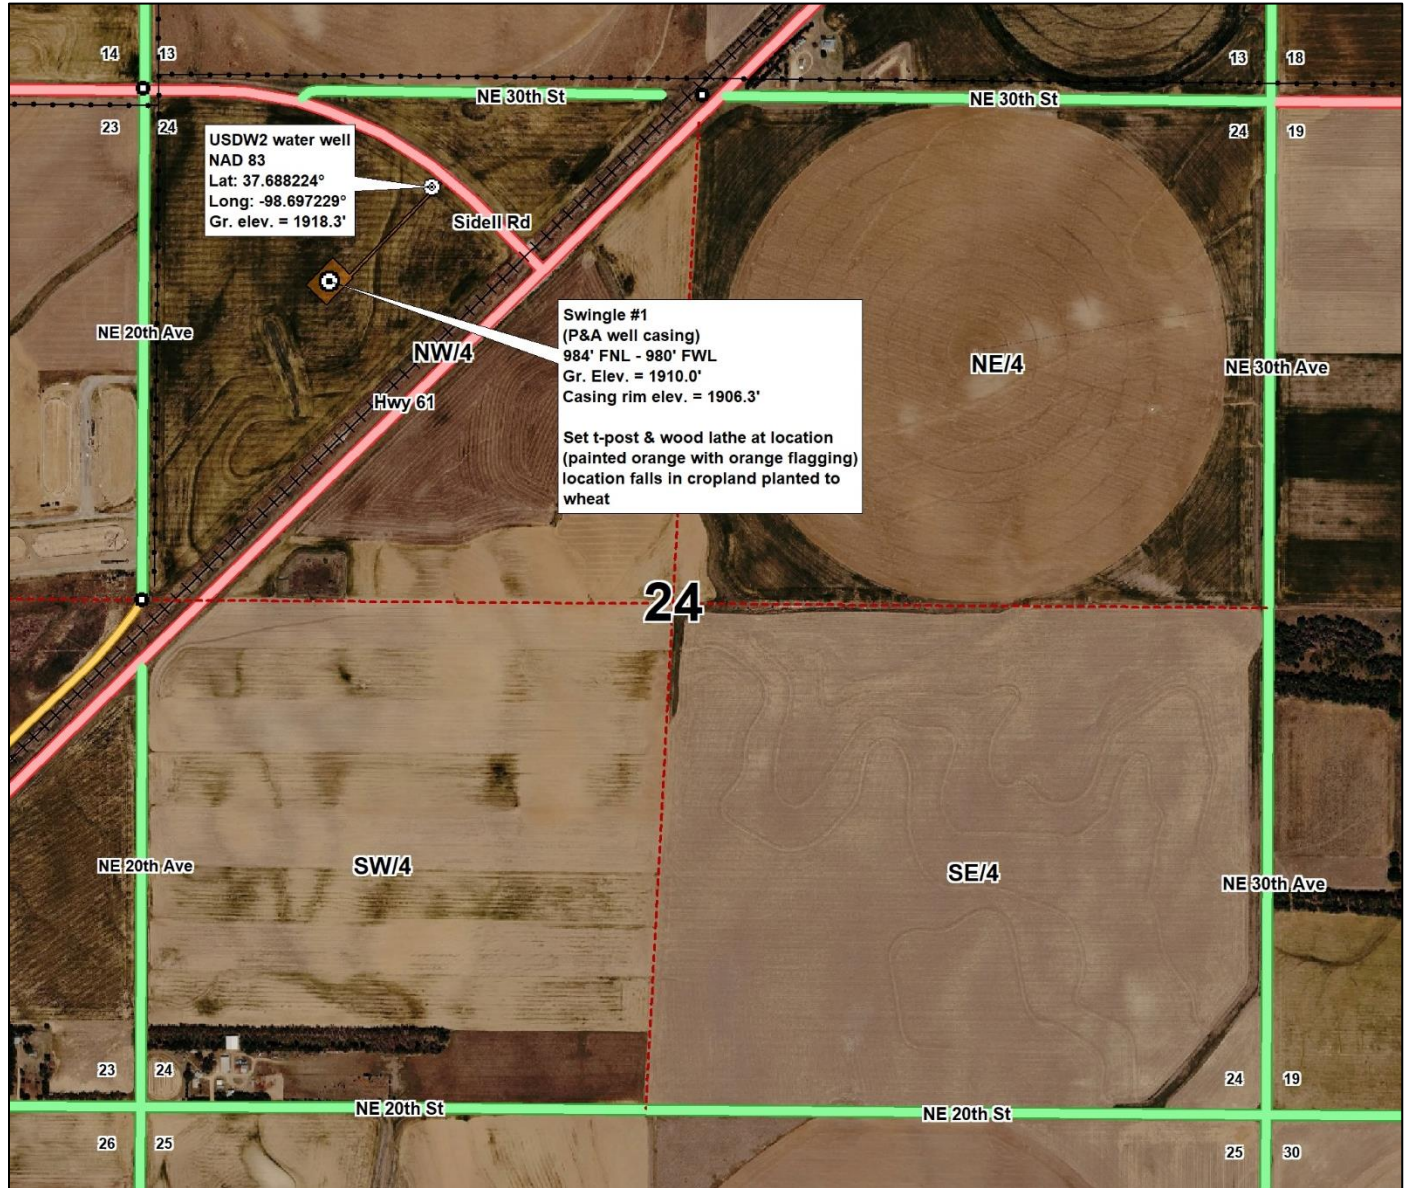 14 13
13 18
NE 30th St
NE 30th St
23 24
24 19
USDW2 water well
NAD 83
Lat: 37.688224°
Long: -98.697229°
Gr. elev. = 1918.3'
Sidell Rd
Swingle #1
(P&A well casing)
984' FNL - 980' FWL
Gr. Elev. = 1910.0'
Casing rim elev. = 1906.3'
Set t-post & wood lathe at location
(painted orange with orange flagging)
location falls in cropland planted to
wheat
NE 20th Ave
NW/4
NE/4
NE 30th Ave
Hwy 61
24
NE 20th Ave
SW/4
SE/4
NE 30th Ave
23 24
24 19
NE 20th St
NE 20th St
26 25
25 30